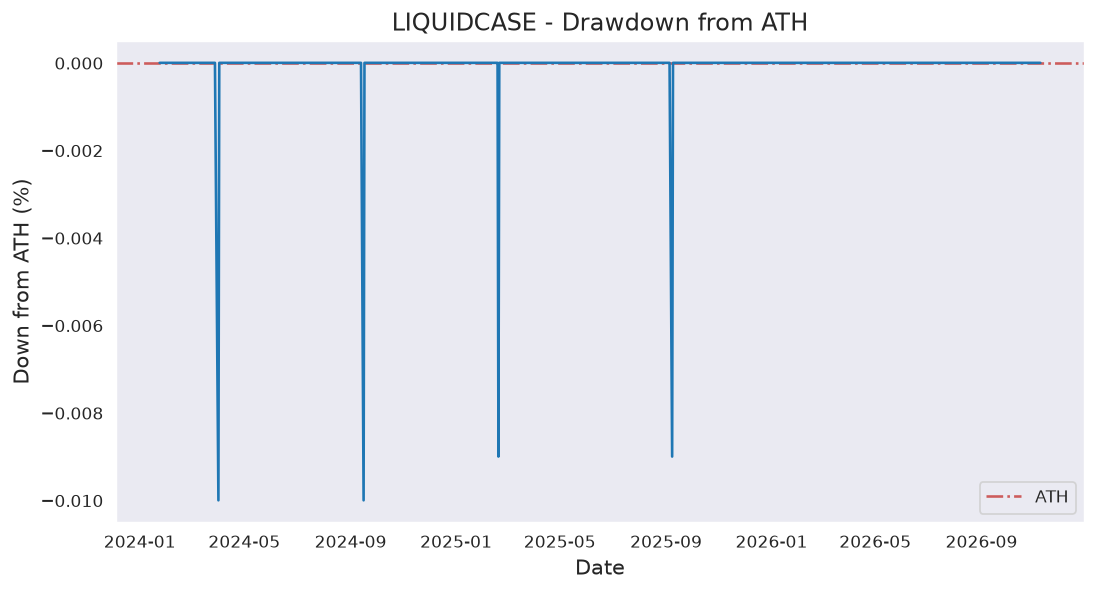 LIQUIDCASE - Drawdown from ATH
Down from ATH (%)
0.000
−0.002
−0.004
−0.006
−0.008
−0.010
ATH
2024-01 2024-05 2024-09 2025-01 2025-05 2025-09 2026-01 2026-05 2026-09
Date